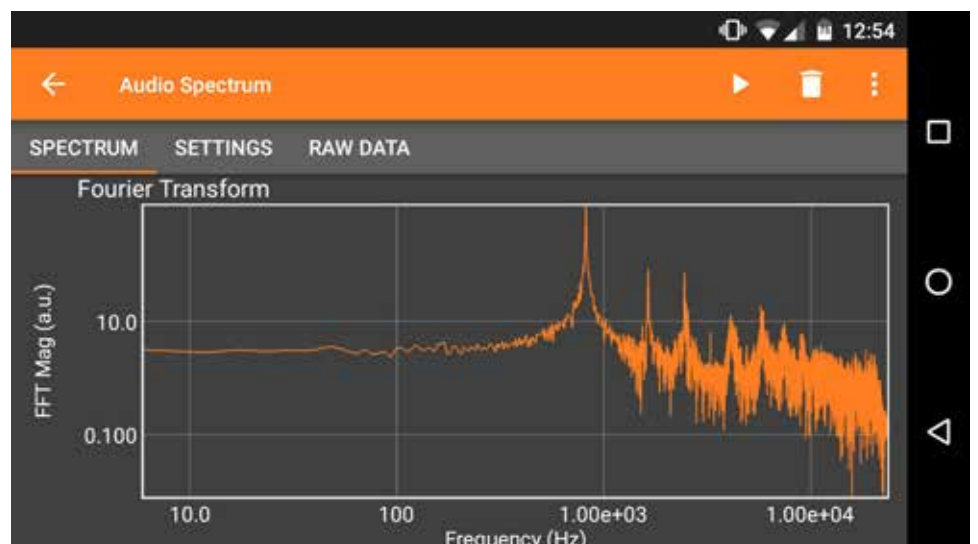 12:54
Audio Spectrum
SPECTRUM SETTINGS RAW DATA
Fourier Transform
FFT Mag (a.u.)
10.0
0.100
10.0 100 1.00e+03 1.00e+04
Frequency (Hz)